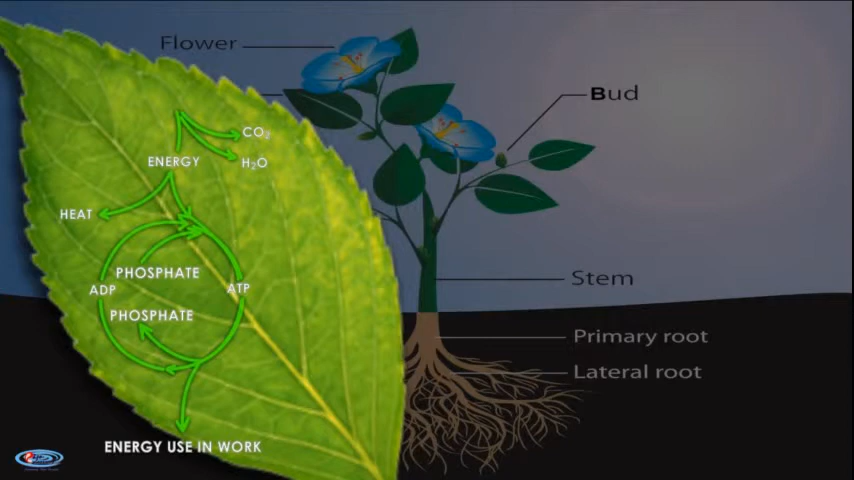 Flower
Bud
CO₂
ENERGY
H₂O
HEAT
PHOSPHATE
ADP
ATP
PHOSPHATE
Stem
Primary root
Lateral root
ENERGY USE IN WORK